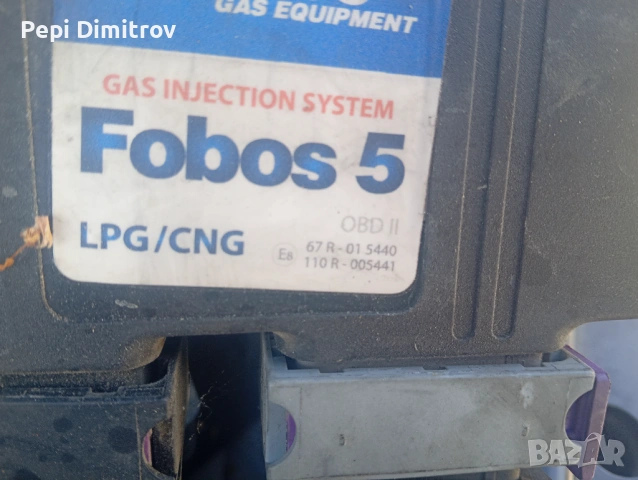 Pepi Dimitrov
GAS EQUIPMENT
GAS INJECTION SYSTEM
Fobos 5
OBD II
LPG/CNG
E8
67 R - 01 5440
110 R - 005441
BAZAR